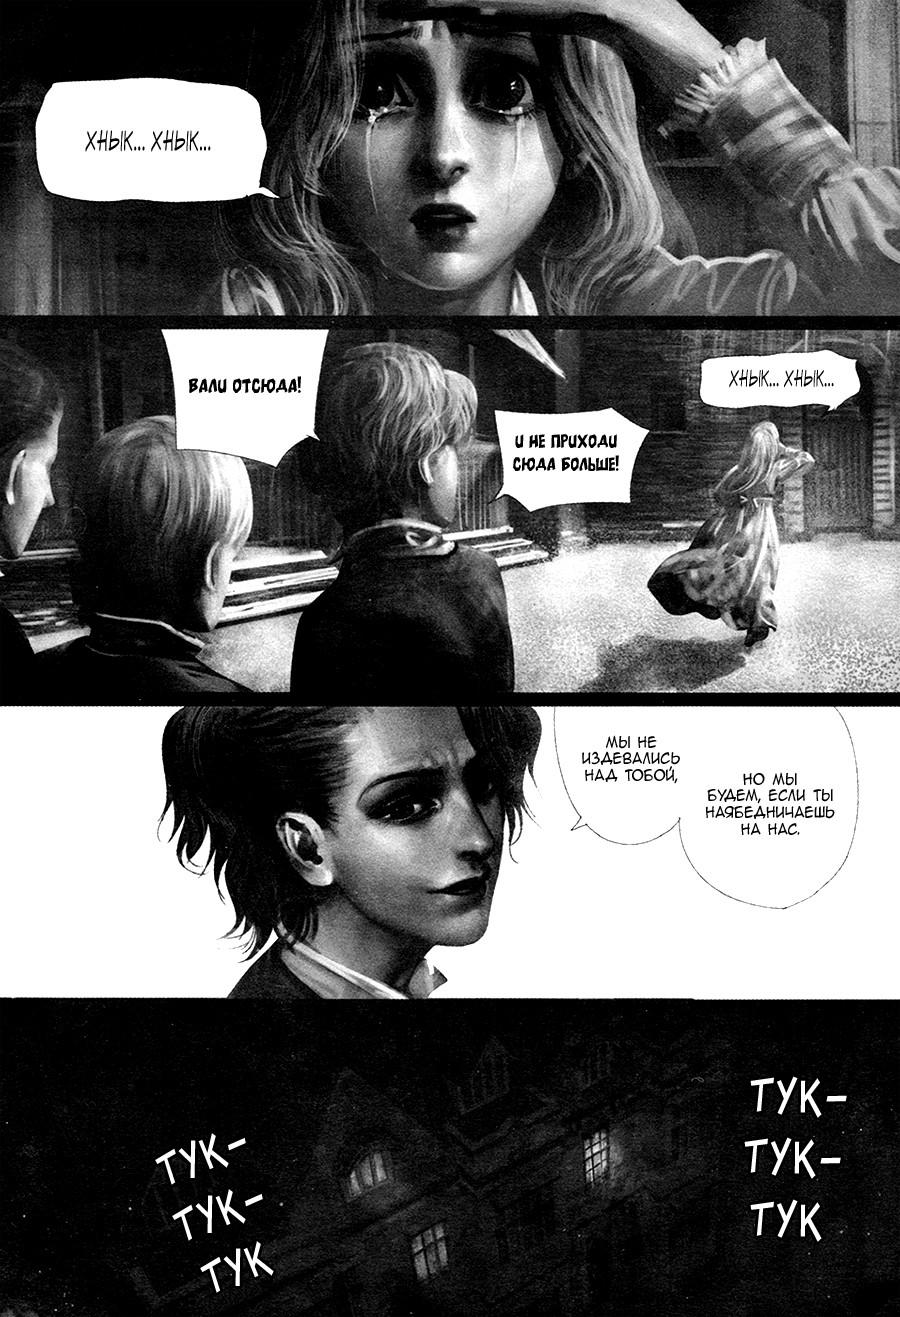 ХНЫК... ХНЫК...
ВАЛИ ОТСЮДА!
И НЕ ПРИХОДИ
СЮДА БОЛЬШЕ!
ХНЫК... ХНЫК...
МЫ НЕ
ИЗДЕВАЛИСЬ
НАД ТОБОЙ,
НО МЫ
БУДЕМ, ЕСЛИ ТЫ
НАЯБЕДНИЧАЕШЬ
НА НАС.
ТУК-
ТУК-
ТУК
ТУК-
ТУК-
ТУК